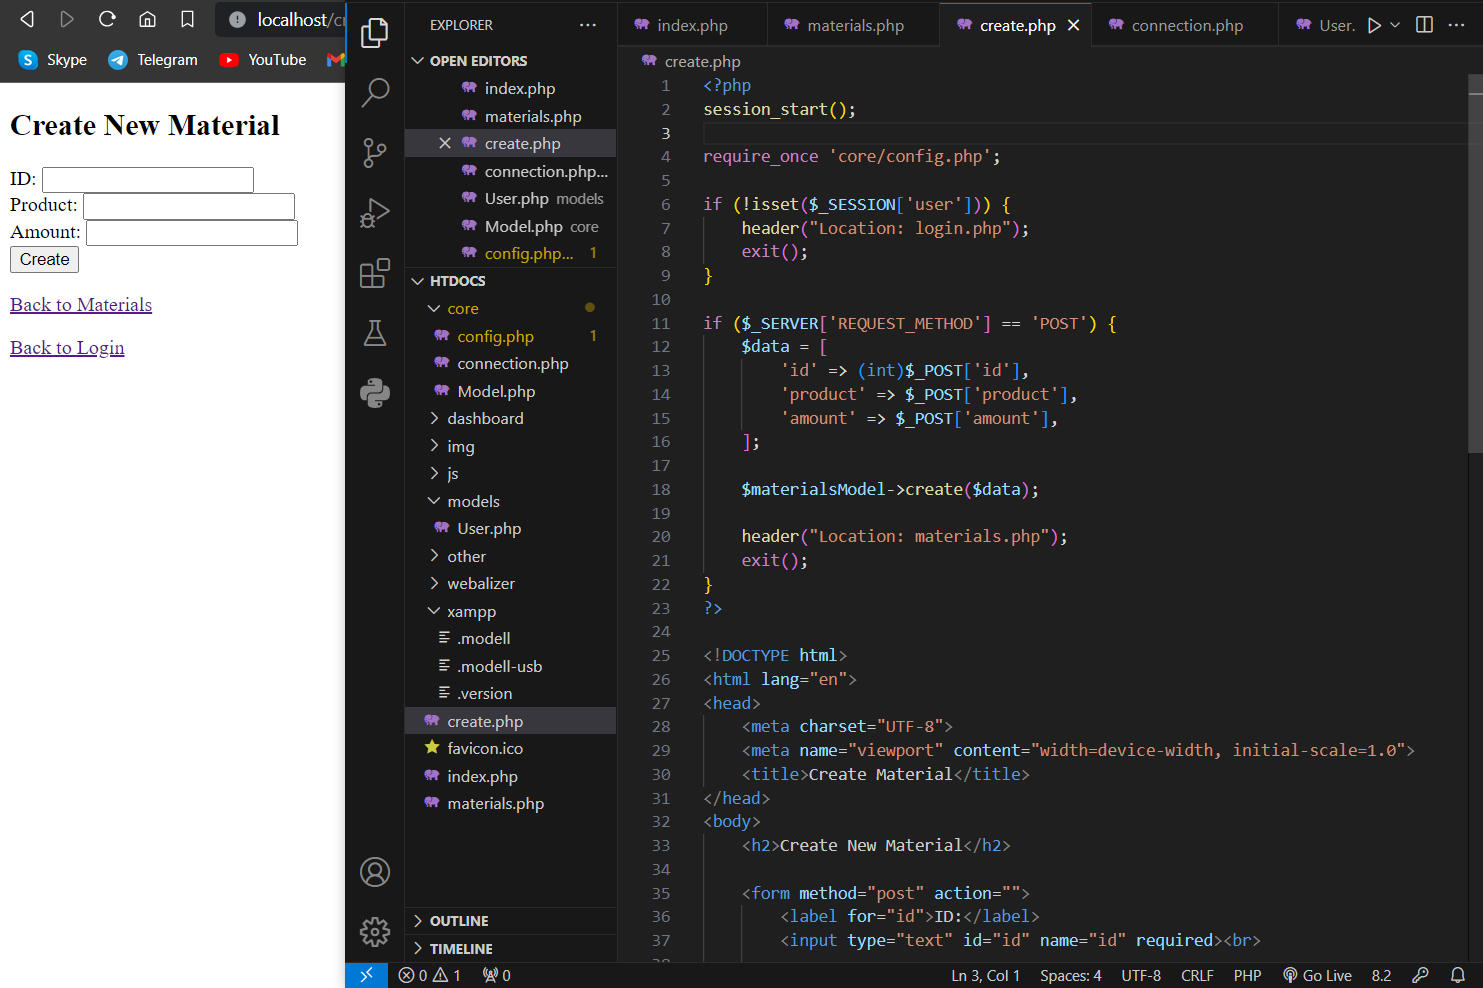 localhost/cr
Skype
Telegram
YouTube
Create New Material
ID:
Product:
Amount:
Create
Back to Materials
Back to Login
EXPLORER
OPEN EDITORS
index.php
materials.php
create.php
connection.php...
User.php models
Model.php core
config.php... 1
HTDOCS
core
config.php 1
connection.php
Model.php
dashboard
img
js
models
User.php
other
webalizer
xampp
.modell
.modell-usb
.version
create.php
favicon.ico
index.php
materials.php
OUTLINE
TIMELINE
index.php
materials.php
create.php
connection.php
User.
create.php
1 <?php
2 session_start();
3
4 require_once 'core/config.php';
5
6 if (!isset($_SESSION['user'])) {
7 header("Location: login.php");
8 exit();
9 }
10
11 if ($_SERVER['REQUEST_METHOD'] == 'POST') {
12 $data = [
13 'id' => (int)$_POST['id'],
14 'product' => $_POST['product'],
15 'amount' => $_POST['amount'],
16 ];
17
18 $materialsModel->create($data);
19
20 header("Location: materials.php");
21 exit();
22 }
23 ?>
24
25 <!DOCTYPE html>
26 <html lang="en">
27 <head>
28 <meta charset="UTF-8">
29 <meta name="viewport" content="width=device-width, initial-scale=1.0">
30 <title>Create Material</title>
31 </head>
32 <body>
33 <h2>Create New Material</h2>
34
35 <form method="post" action="">
36 <label for="id">ID:</label>
37 <input type="text" id="id" name="id" required><br>
0 1 0
Ln 3, Col 1 Spaces: 4 UTF-8 CRLF PHP Go Live 8.2